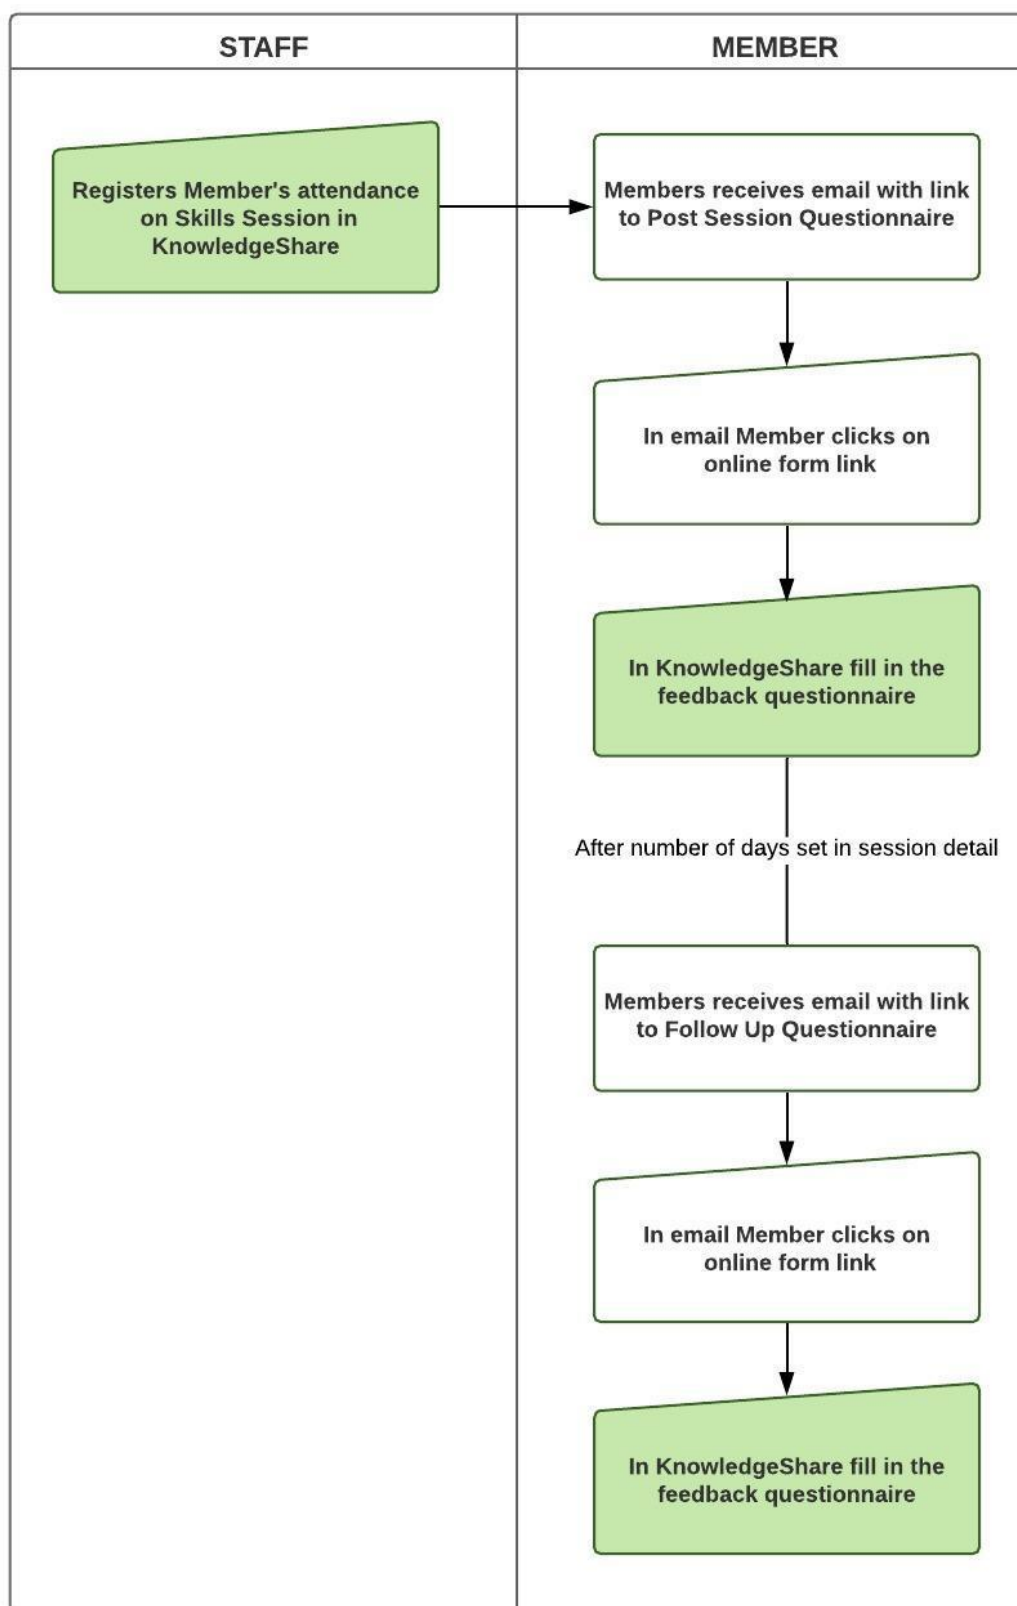 STAFF
MEMBER
Registers Member's attendance
on Skills Session in
KnowledgeShare
Members receives email with link
to Post Session Questionnaire
In email Member clicks on
online form link
In KnowledgeShare fill in the
feedback questionnaire
After number of days set in session detail
Members receives email with link
to Follow Up Questionnaire
In email Member clicks on
online form link
In KnowledgeShare fill in the
feedback questionnaire